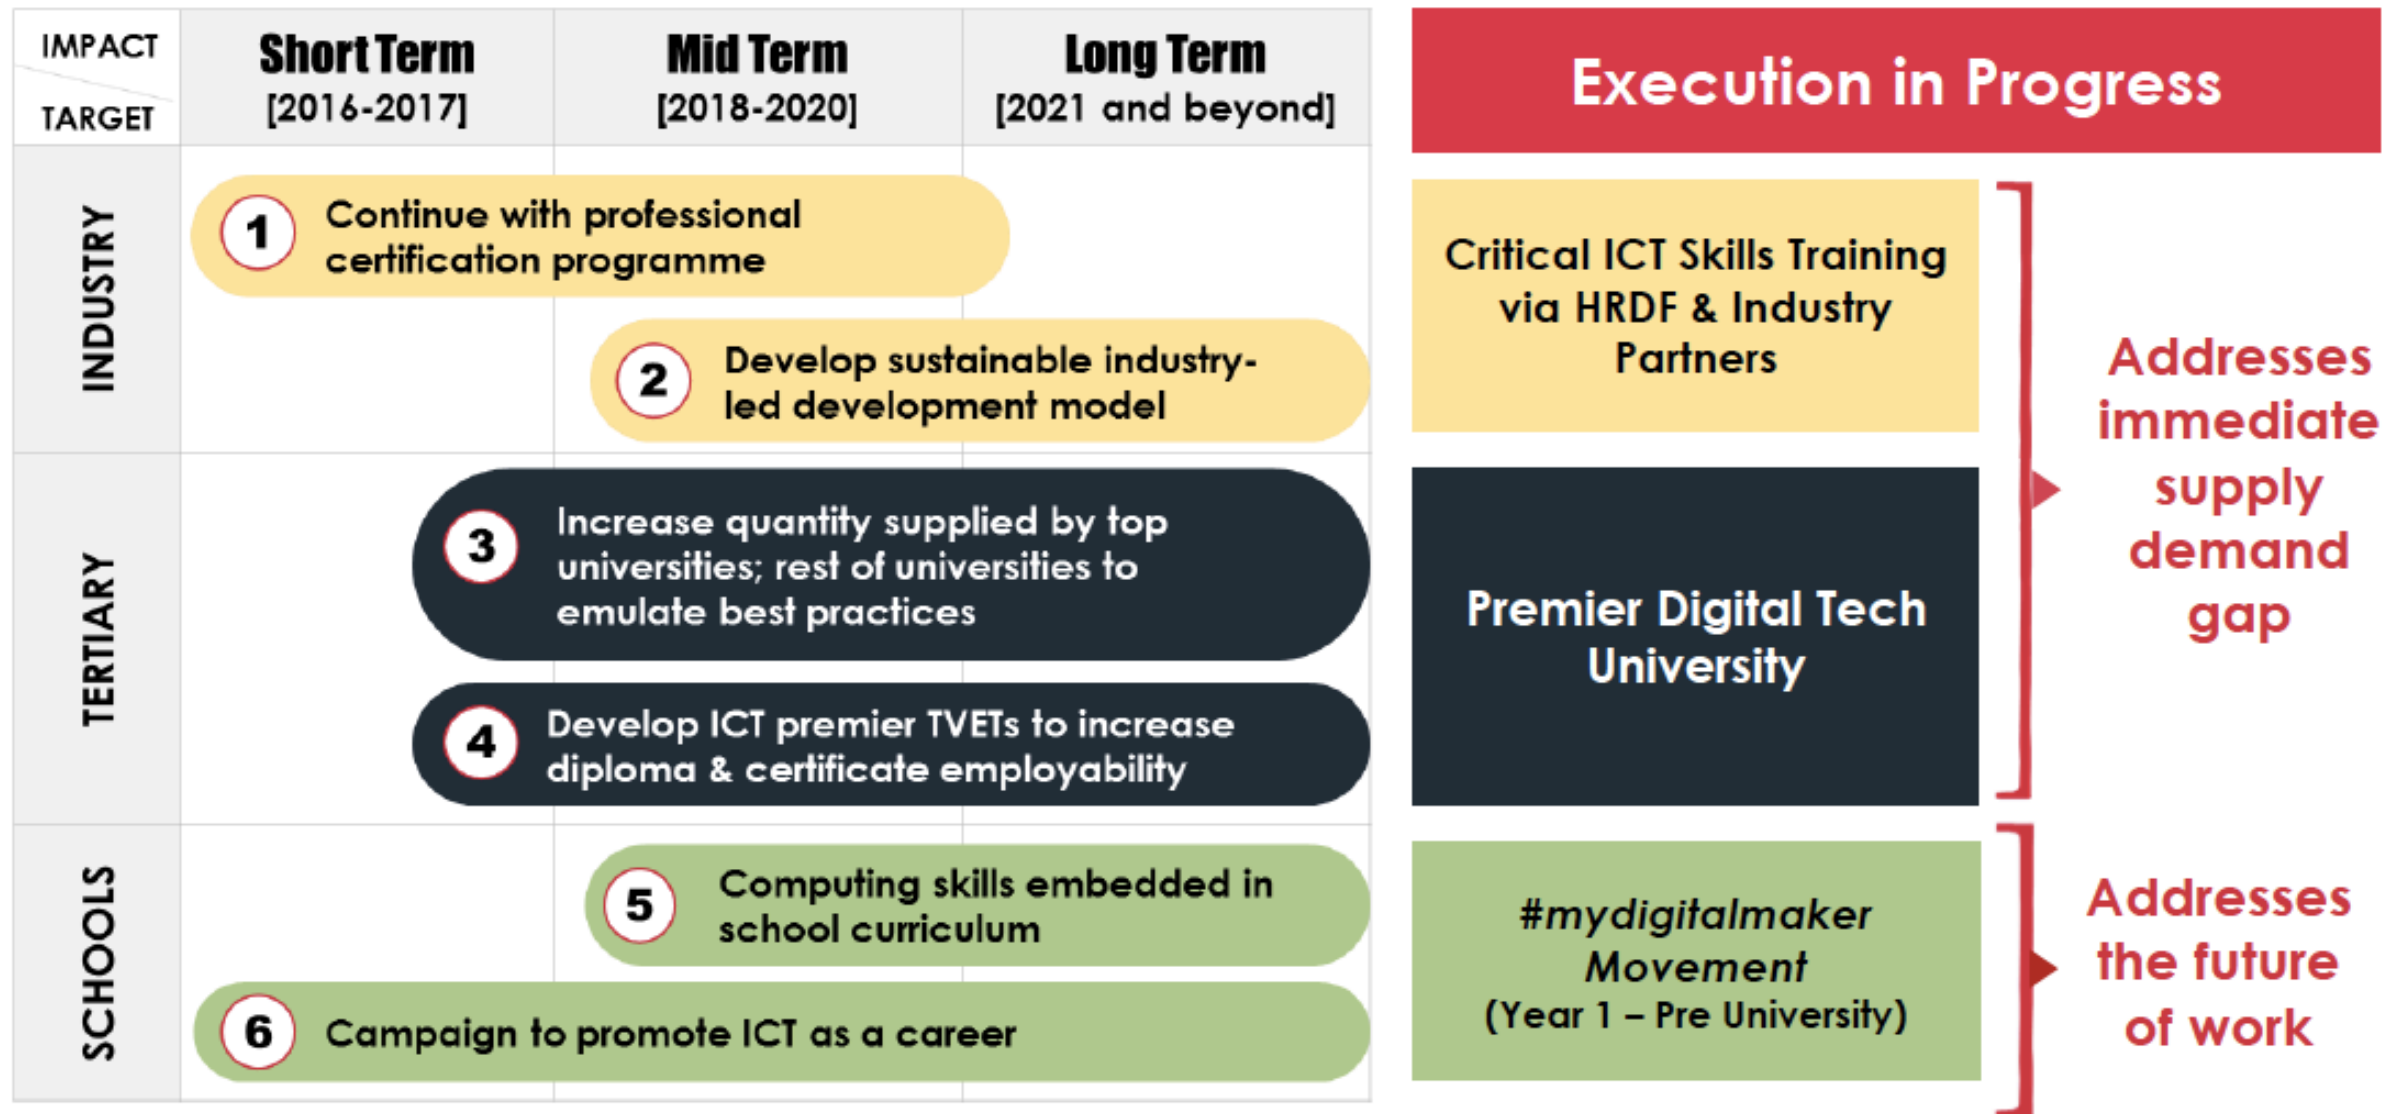 IMPACT
TARGET
Short Term
[2016-2017]
Mid Term
[2018-2020]
Long Term
[2021 and beyond]
Execution in Progress
INDUSTRY
1
Continue with professional
certification programme
2
Develop sustainable industry-
led development model
Critical ICT Skills Training
via HRDF & Industry
Partners
TERTIARY
3
Increase quantity supplied by top
universities; rest of universities to
emulate best practices
4
Develop ICT premier TVETs to increase
diploma & certificate employability
Premier Digital Tech
University
Addresses
immediate
supply
demand
gap
SCHOOLS
5
Computing skills embedded in
school curriculum
6
Campaign to promote ICT as a career
#mydigitalmaker
Movement
(Year 1 – Pre University)
Addresses
the future
of work